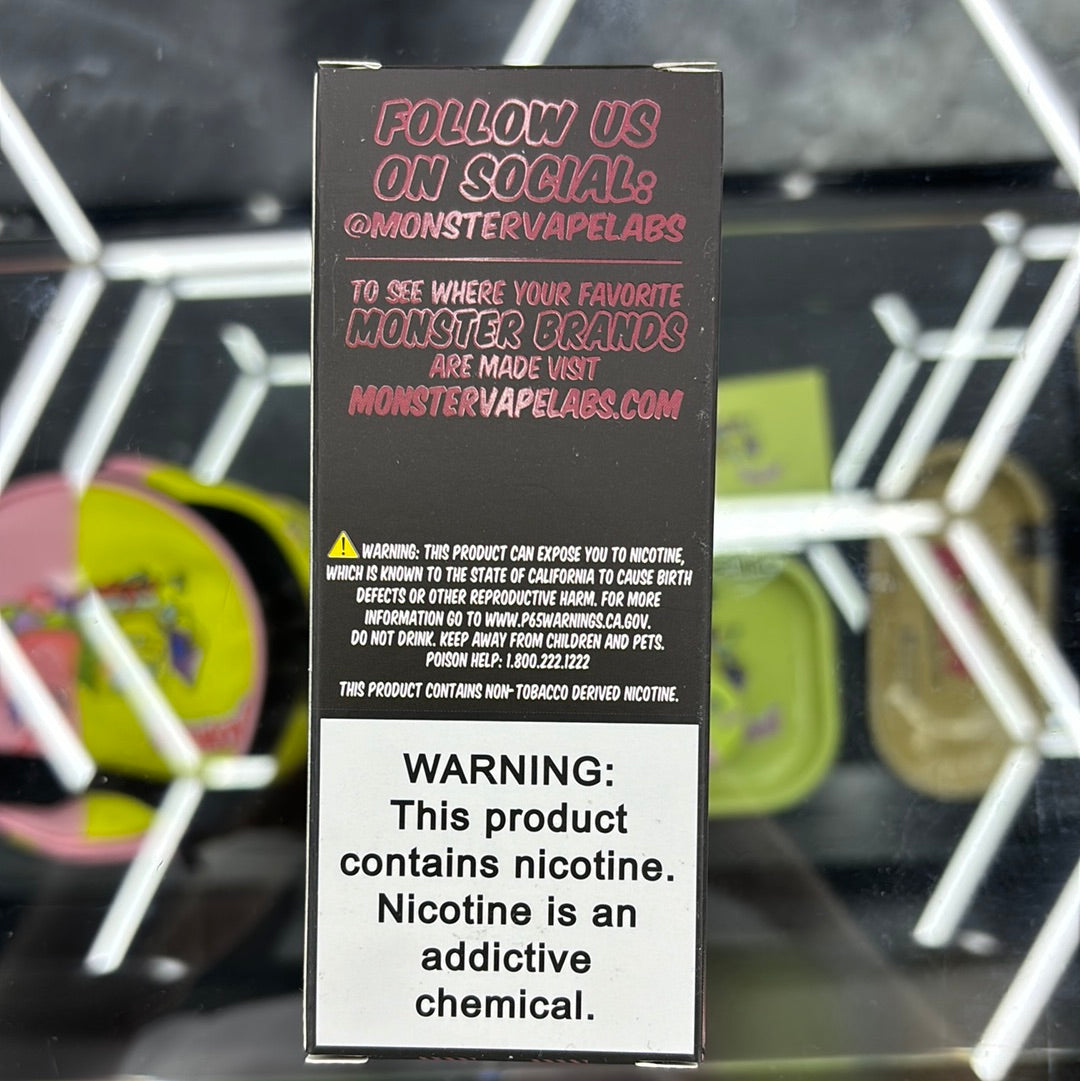 FOLLOW US
ON SOCIAL:
@MONSTERVAPELABS
TO SEE WHERE YOUR FAVORITE
MONSTER BRANDS
ARE MADE VISIT
MONSTERVAPELABS.COM
WARNING: THIS PRODUCT CAN EXPOSE YOU TO NICOTINE,
WHICH IS KNOWN TO THE STATE OF CALIFORNIA TO CAUSE BIRTH
DEFECTS OR OTHER REPRODUCTIVE HARM. FOR MORE
INFORMATION GO TO WWW.P65WARNINGS.CA.GOV.
DO NOT DRINK. KEEP AWAY FROM CHILDREN AND PETS.
POISON HELP: 1.800.222.1222
THIS PRODUCT CONTAINS NON-TOBACCO DERIVED NICOTINE.
WARNING:
This product
contains nicotine.
Nicotine is an
addictive
chemical.